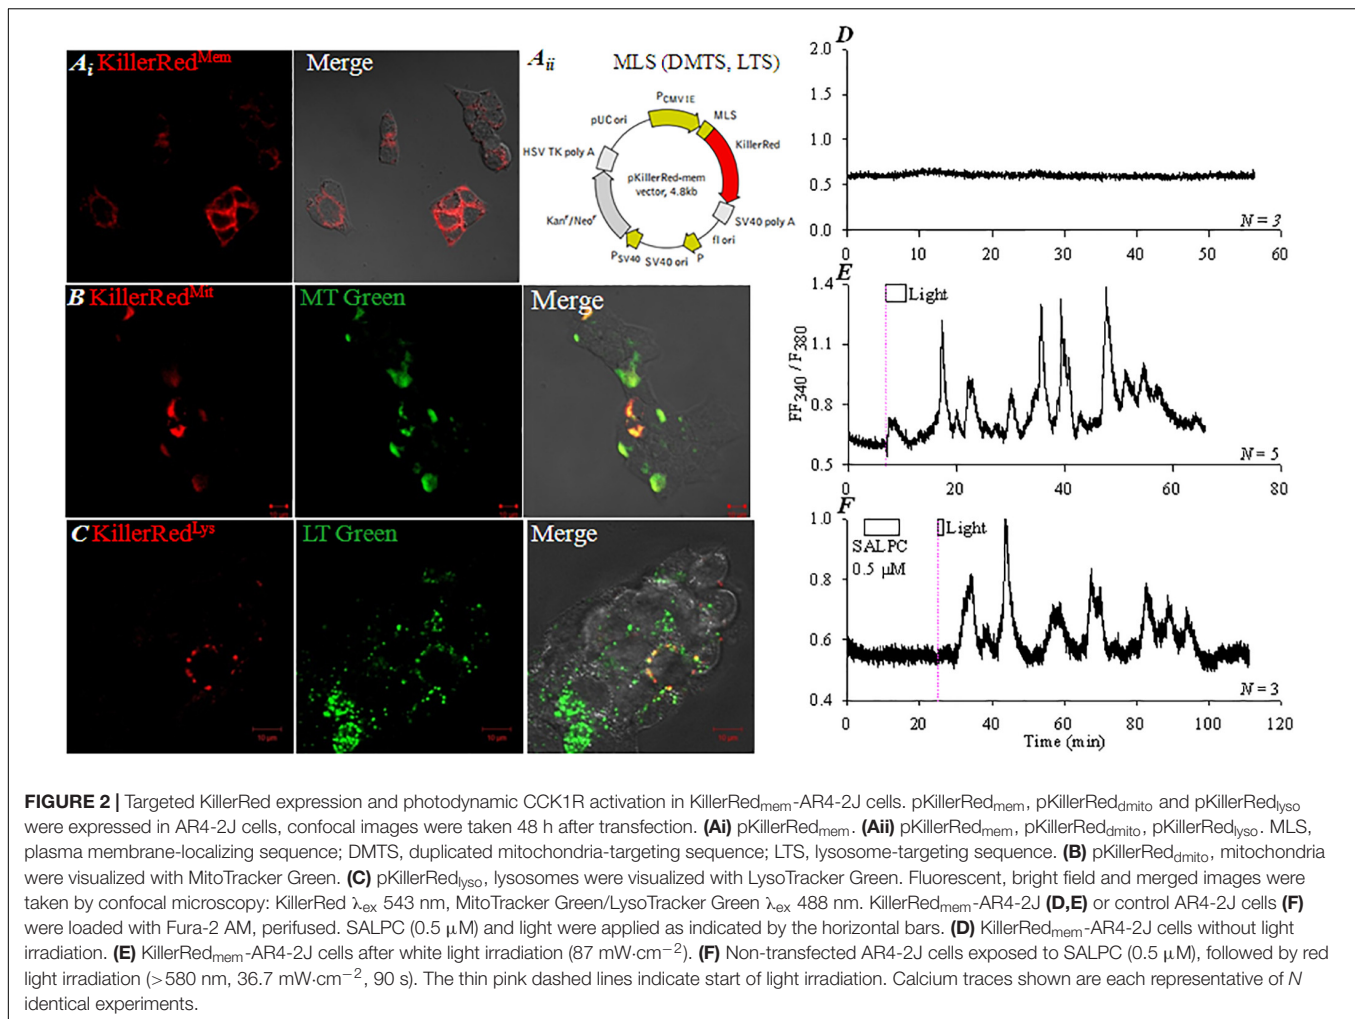 Ai KillerRedMem
Merge
Aii
MLS (DMTS, LTS)
PCMV IE
MLS
pUC ori
KillerRed
HSV TK poly A
pKillerRed-mem
vector, 4.8kb
Kanr/Neor
SV40 poly A
f1 ori
PSV40
SV40 ori
P
B KillerRedMit
MT Green
Merge
10 µm
10 µm
10 µm
C KillerRedLys
LT Green
Merge
10 µm
10 µm
10 µm
D
2.0
1.5
1.0
0.5
0.0
N = 3
0 10 20 30 40 50 60
E
1.4
Light
1.1
FF340 / F380
0.8
0.5
N = 5
0 20 40 60 80
F
1.0
Light
SALPC
0.5 µM
0.8
0.6
0.4
N = 3
0 20 40 60 80 100 120
Time (min)
FIGURE 2 | Targeted KillerRed expression and photodynamic CCK1R activation in KillerRedmem-AR4-2J cells. pKillerRedmem, pKillerReddmito and pKillerRedlyso
were expressed in AR4-2J cells, confocal images were taken 48 h after transfection. (Ai) pKillerRedmem. (Aii) pKillerRedmem, pKillerReddmito, pKillerRedlyso. MLS,
plasma membrane-localizing sequence; DMTS, duplicated mitochondria-targeting sequence; LTS, lysosome-targeting sequence. (B) pKillerReddmito, mitochondria
were visualized with MitoTracker Green. (C) pKillerRedlyso, lysosomes were visualized with LysoTracker Green. Fluorescent, bright field and merged images were
taken by confocal microscopy: KillerRed λex 543 nm, MitoTracker Green/LysoTracker Green λex 488 nm. KillerRedmem-AR4-2J (D,E) or control AR4-2J cells (F)
were loaded with Fura-2 AM, perifused. SALPC (0.5 µM) and light were applied as indicated by the horizontal bars. (D) KillerRedmem-AR4-2J cells without light
irradiation. (E) KillerRedmem-AR4-2J cells after white light irradiation (87 mW·cm−2). (F) Non-transfected AR4-2J cells exposed to SALPC (0.5 µM), followed by red
light irradiation (>580 nm, 36.7 mW·cm−2, 90 s). The thin pink dashed lines indicate start of light irradiation. Calcium traces shown are each representative of N
identical experiments.